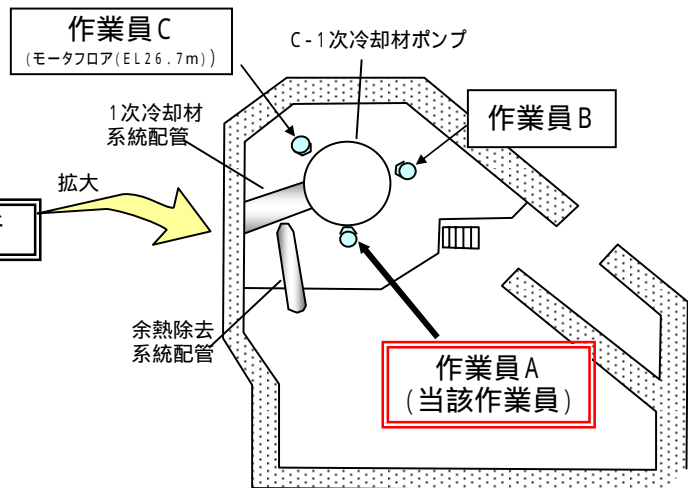 作業員C
(モータフロア(EL26.7m))
C-1次冷却材ポンプ
1次冷却材
系統配管
作業員B
拡大
余熱除去
系統配管
作業員A
(当該作業員)